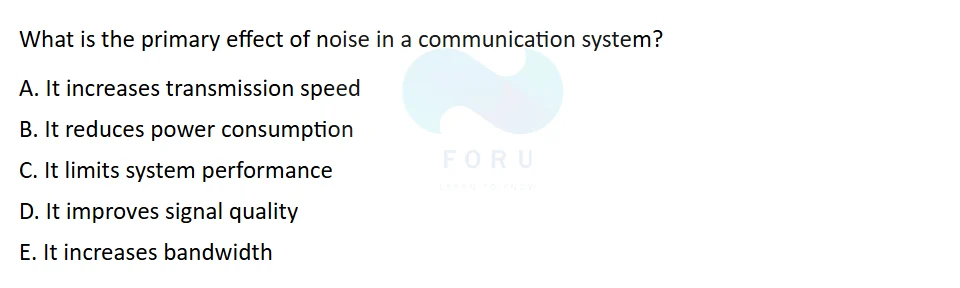 What is the primary effect of noise in a communication system?
A. It increases transmission speed
B. It reduces power consumption
FORU
C. It limits system performance
D. It improves signal quality
E. It increases bandwidth